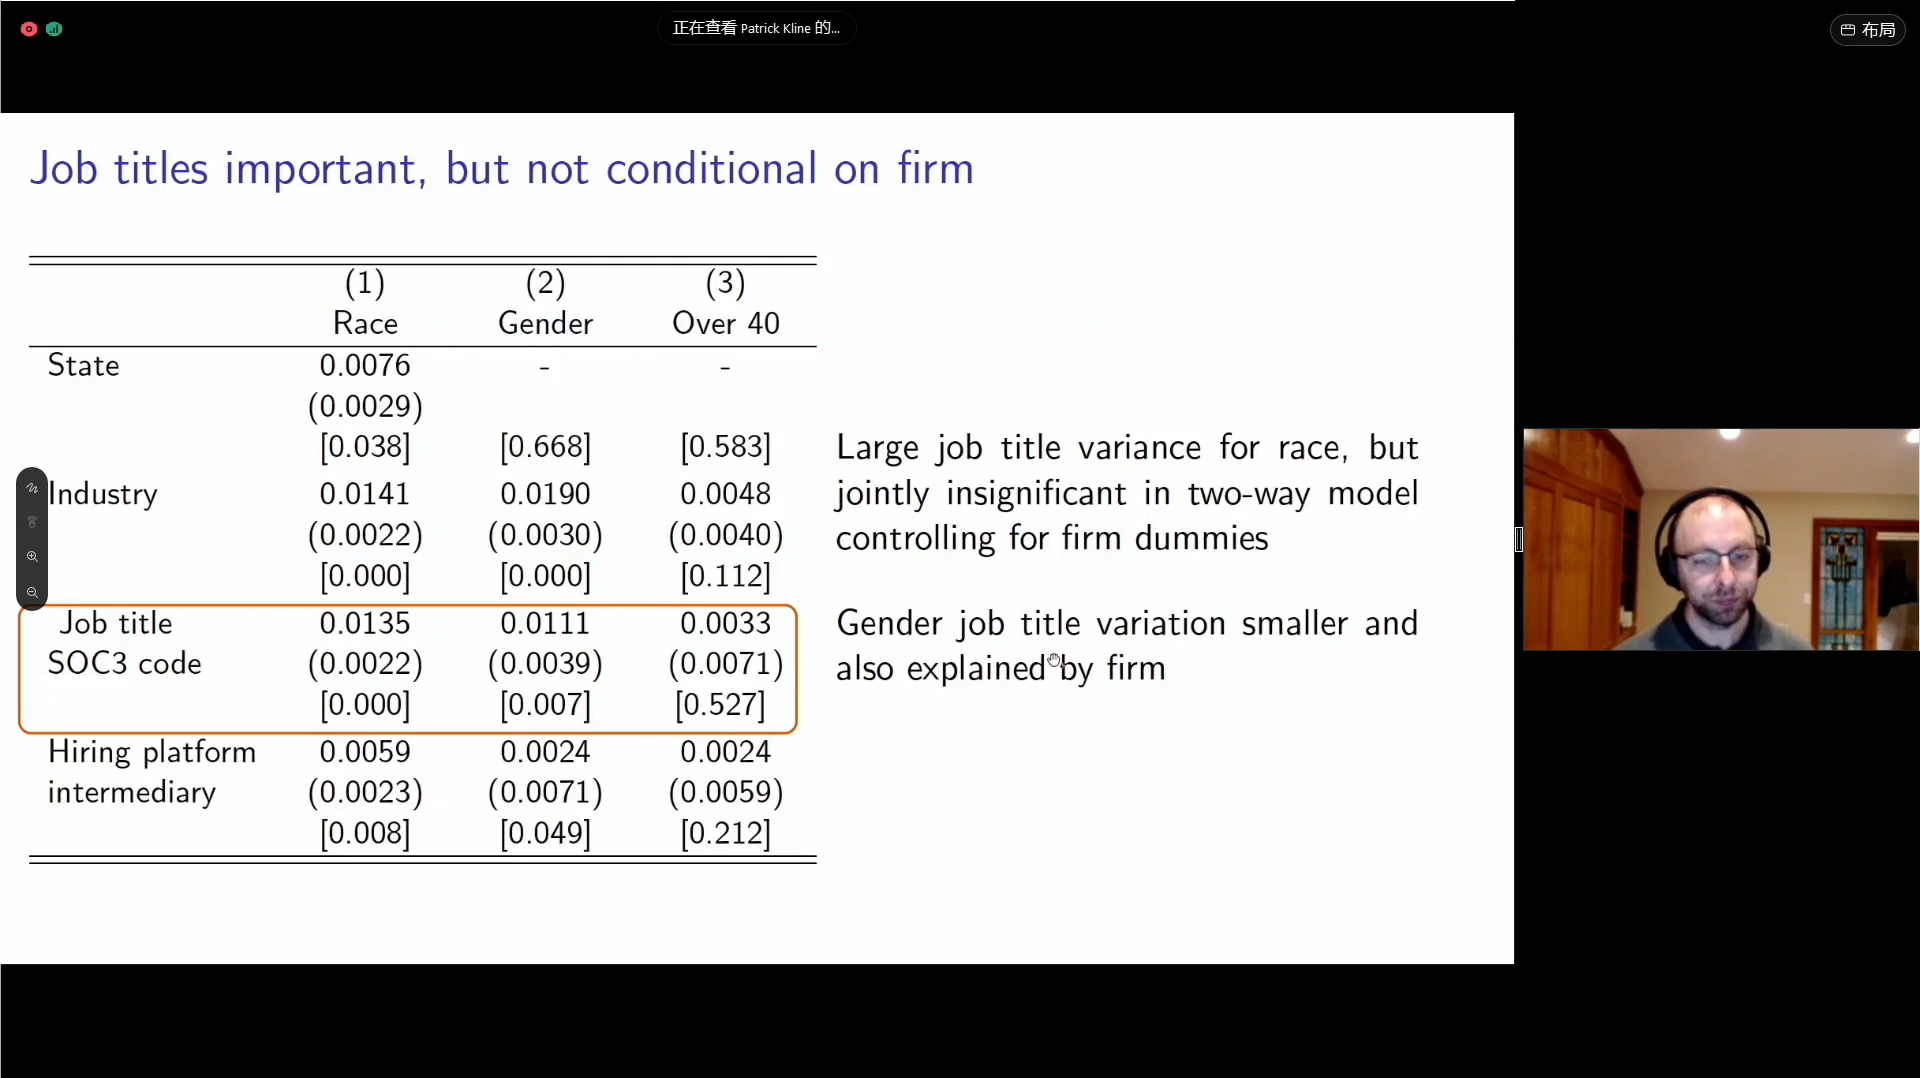 正在查看 Patrick Kline 的...
布局
Job titles important, but not conditional on firm
(1) (2) (3)
Race Gender Over 40
State 0.0076 - -
(0.0029)
[0.038] [0.668] [0.583]
Industry 0.0141 0.0190 0.0048
(0.0022) (0.0030) (0.0040)
[0.000] [0.000] [0.112]
Job title 0.0135 0.0111 0.0033
SOC3 code (0.0022) (0.0039) (0.0071)
[0.000] [0.007] [0.527]
Hiring platform 0.0059 0.0024 0.0024
intermediary (0.0023) (0.0071) (0.0059)
[0.008] [0.049] [0.212]
Large job title variance for race, but
jointly insignificant in two-way model
controlling for firm dummies
Gender job title variation smaller and
also explained by firm